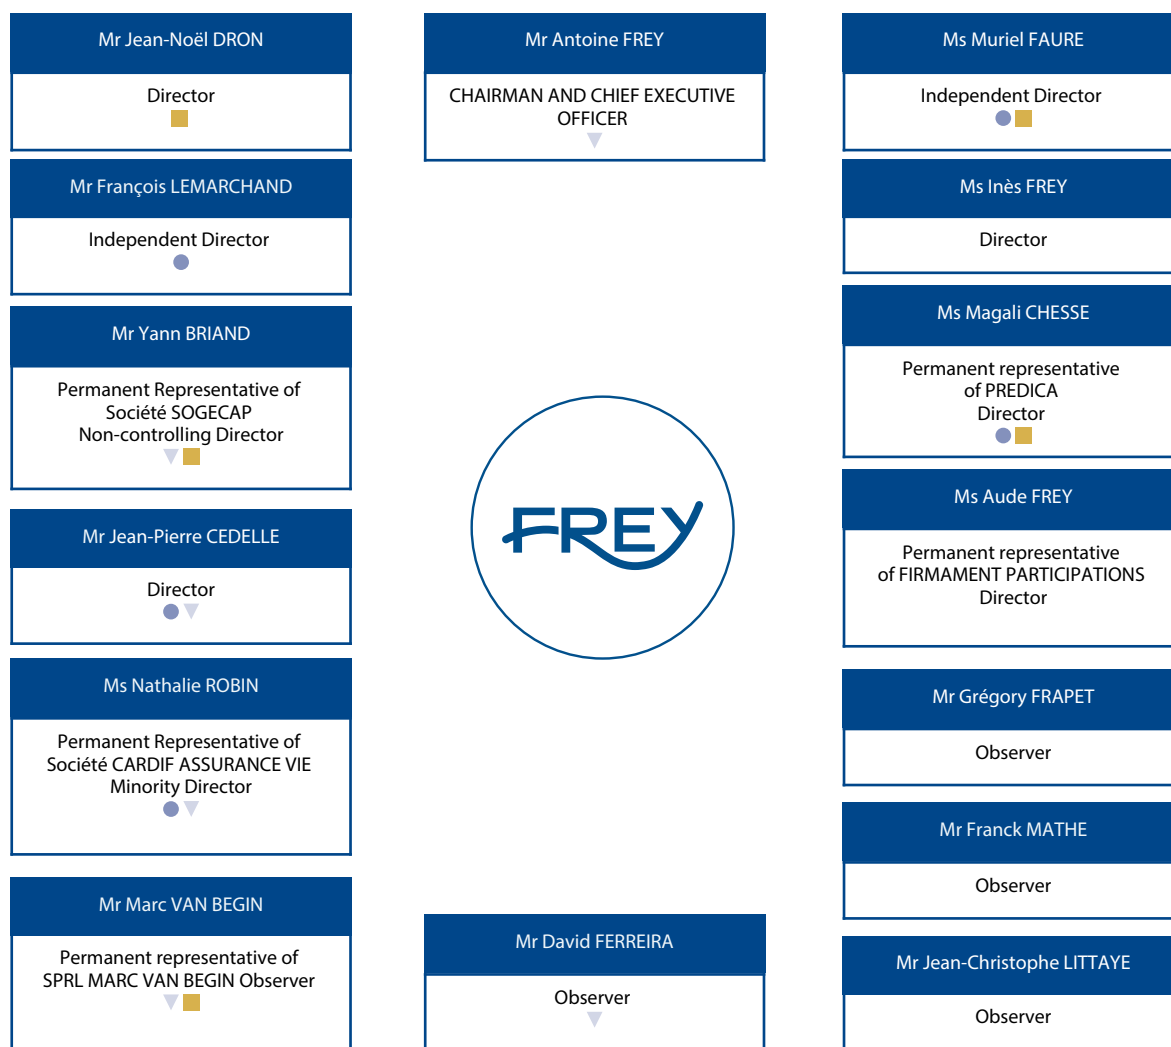 Mr Jean-Noël DRON
Director
Mr François LEMARCHAND
Independent Director
Mr Yann BRIAND
Permanent Representative of
Société SOGECAP
Non-controlling Director
Mr Jean-Pierre CEDELLE
Director
Ms Nathalie ROBIN
Permanent Representative of
Société CARDIF ASSURANCE VIE
Minority Director
Mr Marc VAN BEGIN
Permanent representative of
SPRL MARC VAN BEGIN Observer
Mr Antoine FREY
CHAIRMAN AND CHIEF EXECUTIVE
OFFICER
FREY
Mr David FERREIRA
Observer
Ms Muriel FAURE
Independent Director
Ms Inès FREY
Director
Ms Magali CHESSE
Permanent representative
of PREDICA
Director
Ms Aude FREY
Permanent representative
of FIRMAMENT PARTICIPATIONS
Director
Mr Grégory FRAPET
Observer
Mr Franck MATHE
Observer
Mr Jean-Christophe LITTAYE
Observer